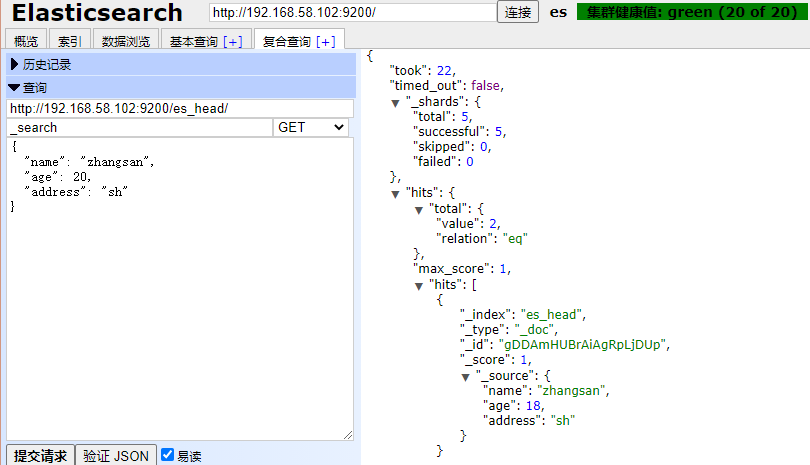 Elasticsearch http://192.168.58.102:9200/ 连接 es 集群健康值: green (20 of 20)
概览 索引 数据浏览 基本查询 [+] 复合查询 [+]
历史记录
查询
http://192.168.58.102:9200/es_head/
_search GET
{
"name": "zhangsan",
"age": 20,
"address": "sh"
}
提交请求 验证 JSON 易读
{
"took": 22,
"timed_out": false,
"_shards": {
"total": 5,
"successful": 5,
"skipped": 0,
"failed": 0
},
"hits": {
"total": {
"value": 2,
"relation": "eq"
},
"max_score": 1,
"hits": [
{
"_index": "es_head",
"_type": "_doc",
"_id": "gDDAmHUBrAiAgRpLjDUp",
"_score": 1,
"_source": {
"name": "zhangsan",
"age": 18,
"address": "sh"
}
}